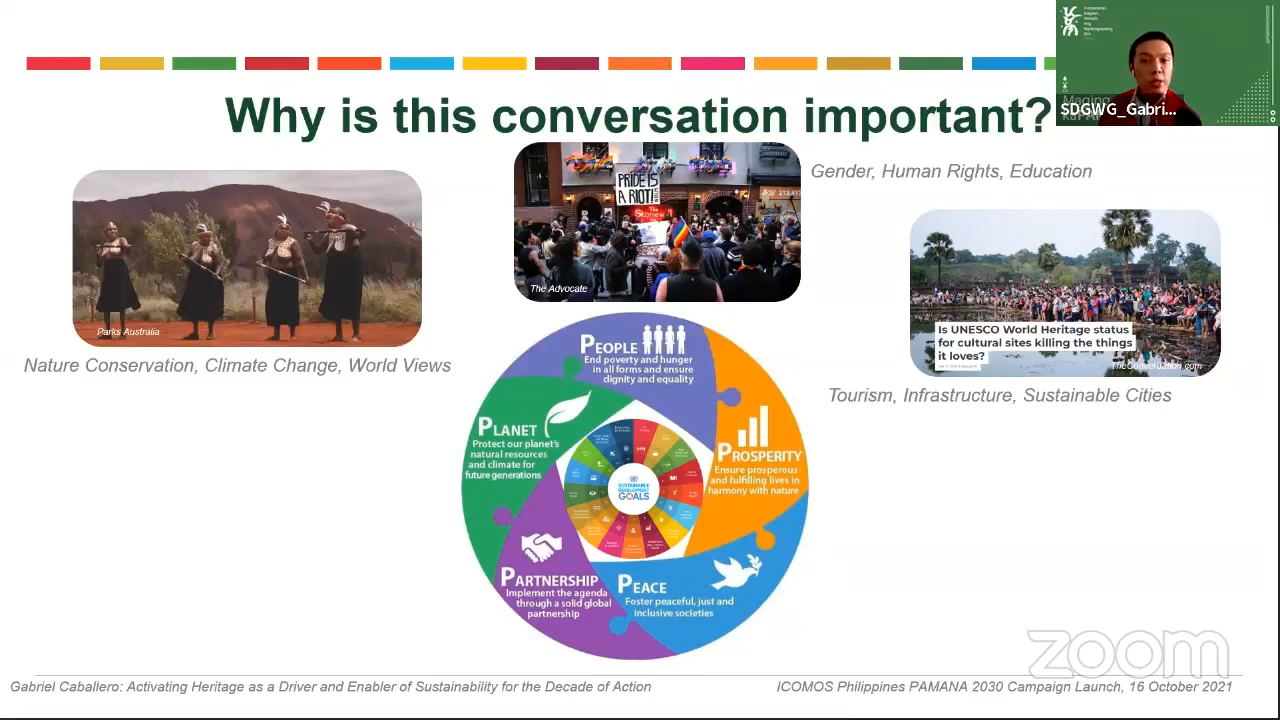 Why is this conversation important?
SDGWG_Gabri...
Parks Australia
Nature Conservation, Climate Change, World Views
PRIDE IS
A RIOT!
The
Stonew
The Advocate
Gender, Human Rights, Education
Is UNESCO World Heritage status
for cultural sites killing the things
it loves?
TheConversation.com
Tourism, Infrastructure, Sustainable Cities
PEOPLE
End poverty and hunger
in all forms and ensure
dignity and equality
PLANET
Protect our planet's
natural resources
and climate for
future generations
PROSPERITY
Ensure prosperous
and fulfilling lives in
harmony with nature
SUSTAINABLE
DEVELOPMENT
GOALS
PARTNERSHIP
Implement the agenda
through a solid global
partnership
PEACE
Foster peaceful, just and
inclusive societies
zoom
Gabriel Caballero: Activating Heritage as a Driver and Enabler of Sustainability for the Decade of Action
ICOMOS Philippines PAMANA 2030 Campaign Launch, 16 October 2021